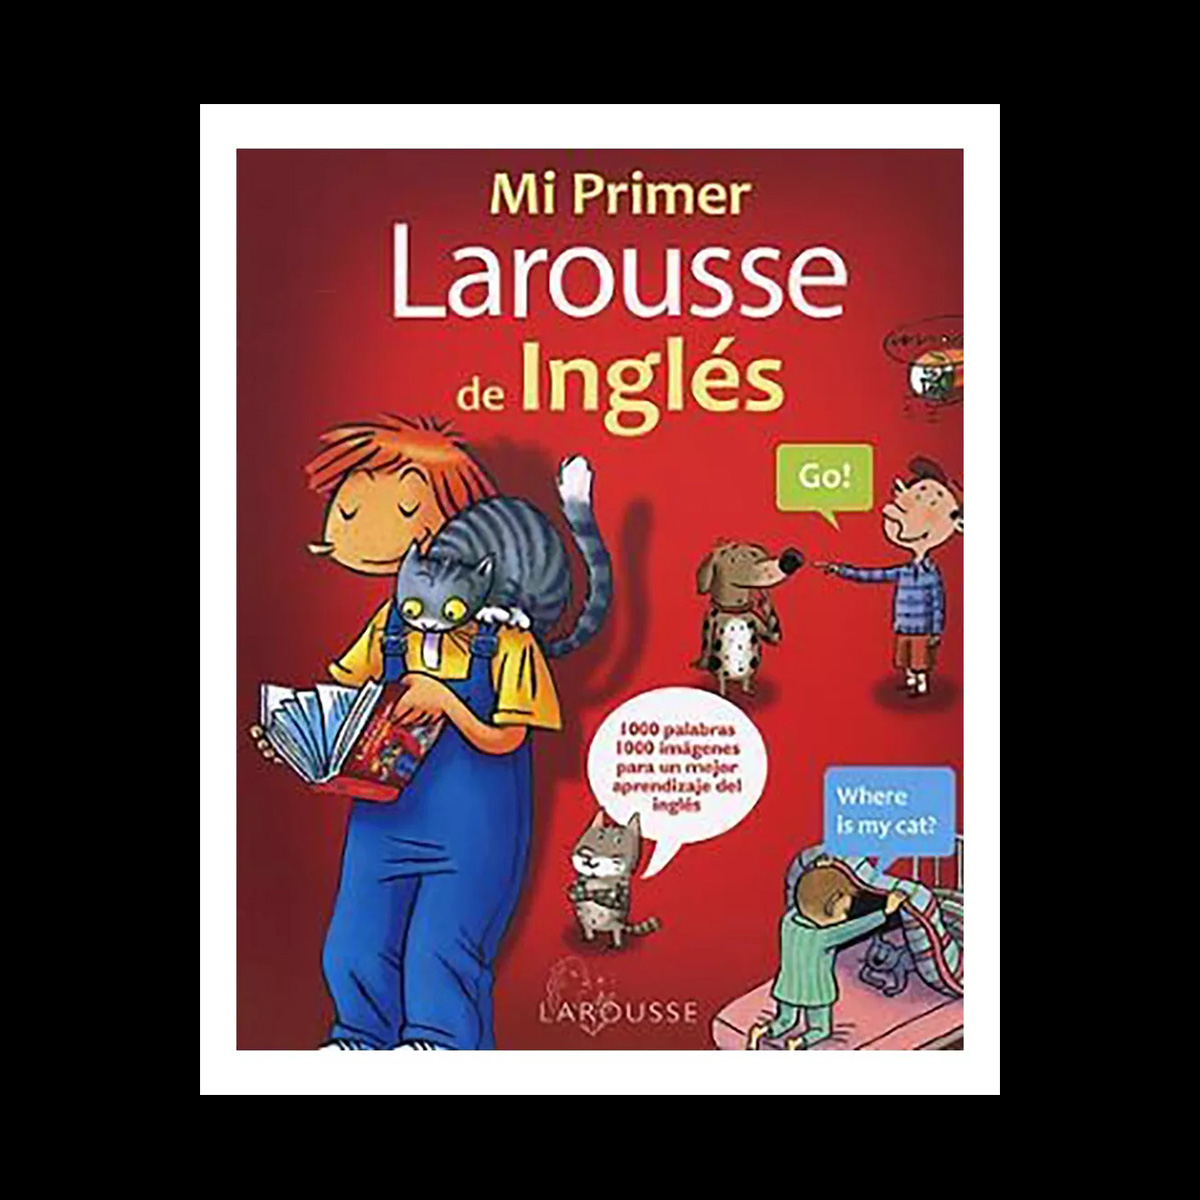 Mi Primer
Larousse
de Inglés
Go!
1000 palabras
1000 imágenes
para un mejor
aprendizaje del
inglés
Where
is my cat?
LAROUSSE